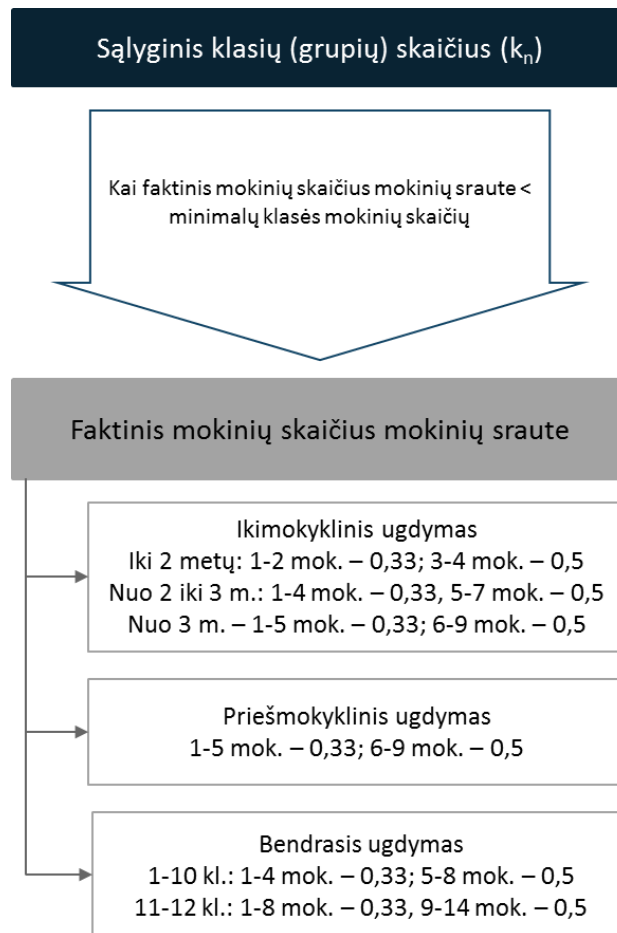 Sąlyginis klasių (grupių) skaičius (kn)
Kai faktinis mokinių skaičius mokinių sraute <
minimalų klasės mokinių skaičių
Faktinis mokinių skaičius mokinių sraute
Ikimokyklinis ugdymas
Iki 2 metų: 1-2 mok. – 0,33; 3-4 mok. – 0,5
Nuo 2 iki 3 m.: 1-4 mok. – 0,33, 5-7 mok. – 0,5
Nuo 3 m. – 1-5 mok. – 0,33; 6-9 mok. – 0,5
Priešmokyklinis ugdymas
1-5 mok. – 0,33; 6-9 mok. – 0,5
Bendrasis ugdymas
1-10 kl.: 1-4 mok. – 0,33; 5-8 mok. – 0,5
11-12 kl.: 1-8 mok. – 0,33, 9-14 mok. – 0,5